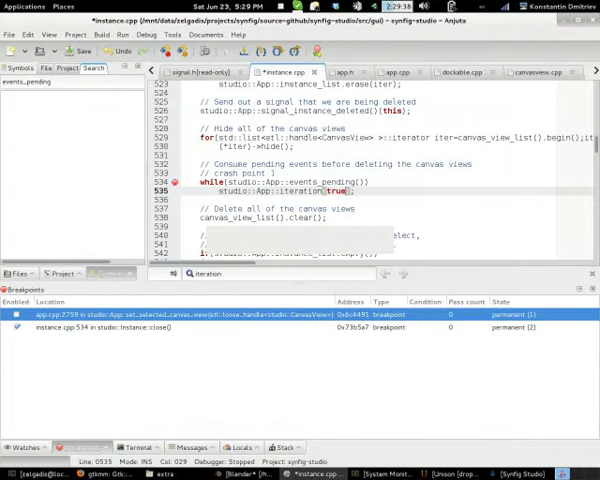 Applications Places Sat Jun 23, 5:29 PM 2:29:38 Konstantin Dmitriev
*instance.cpp (/mnt/data/zelgadis/projects/synfig/source-github/synfig-studio/src/gui) - synfig-studio - Anjuta
File Edit View Project Build Run Debug Tools Documents Help
Save Undo
Symbols File Project Search signal.h[read-only] *instance.cpp app.h app.cpp dockable.cpp canvasview.cpp
events_pending
523 studio::App::instance_list.erase(iter);
524
525 // Send out a signal that we are being deleted
526 studio::App::signal_instance_deleted()(this);
527
528 // Hide all of the canvas views
529 for(std::list<etl::handle<CanvasView> >::iterator iter=canvas_view_list().begin();it
530 (*iter)->hide();
531
532 // Consume pending events before deleting the canvas views
533 // crash point 1
534 while(studio::App::events_pending())
535 studio::App::iteration(true);
536
537 // Delete all of the canvas views
538 canvas_view_list().clear();
539
540 // select,
541 //
542
Files Project Symbols iteration
Breakpoints
Enabled Location Address Type Condition Pass count State
app.cpp:2759 in studio::App::set_selected_canvas_view(etl::loose_handle<studio::CanvasView>) 0x6c4491 breakpoint 0 permanent (1)
instance.cpp:534 in studio::Instance::close() 0x73b5a7 breakpoint 0 permanent (2)
Watches Terminal Messages Locals Stack
Line: 0535 Mode: INS Col: 029 Debugger: Stopped Project: synfig-studio
[zelgadis@loc... extra *Blender* [/h... *instance.cpp... [System Monit... [Unison [drop... [Synfig Studio]